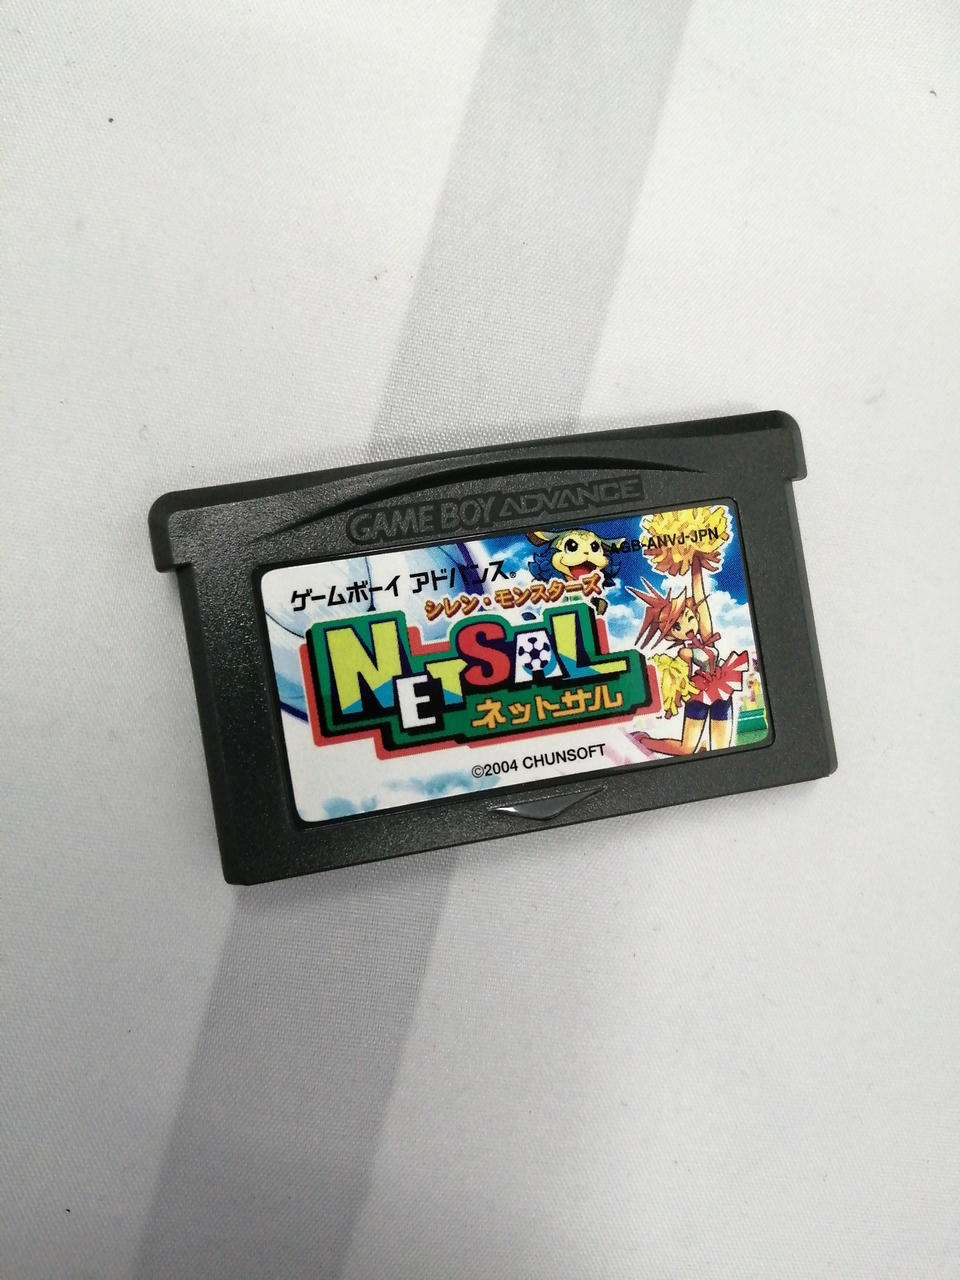 GAME BOY ADVANCE
AGB-ANVJ-JPN
ゲームボーイ アドバンス®
シレン・モンスターズ
NETSAL
ネットサル
©2004 CHUNSOFT